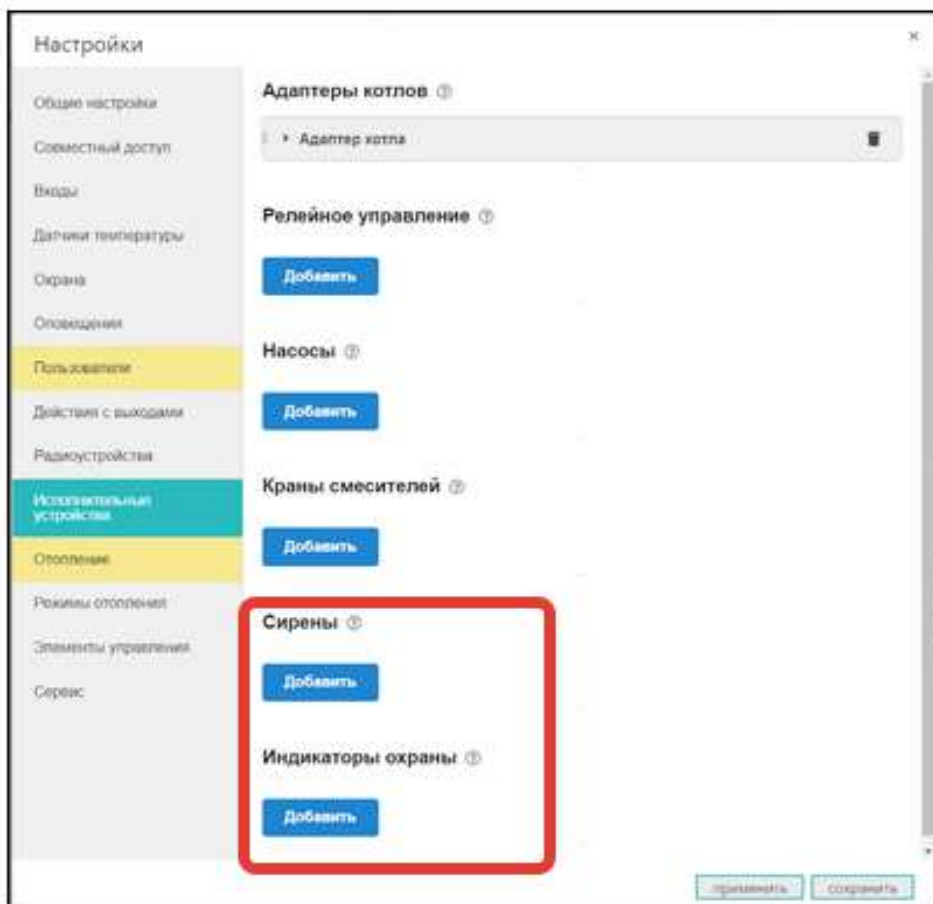 Настройки
Общие настройки
Совместный доступ
Входы
Датчики температуры
Охрана
Оповещения
Пользователи
Действия с выходами
Радиоустройства
Исполнительные
устройства
Отопление
Режимы отопления
Элементы управления
Сервис
Адаптеры котлов
Адаптер котла
Релейное управление
Добавить
Насосы
Добавить
Краны смесителей
Добавить
Сирены
Добавить
Индикаторы охраны
Добавить
применить
сохранить